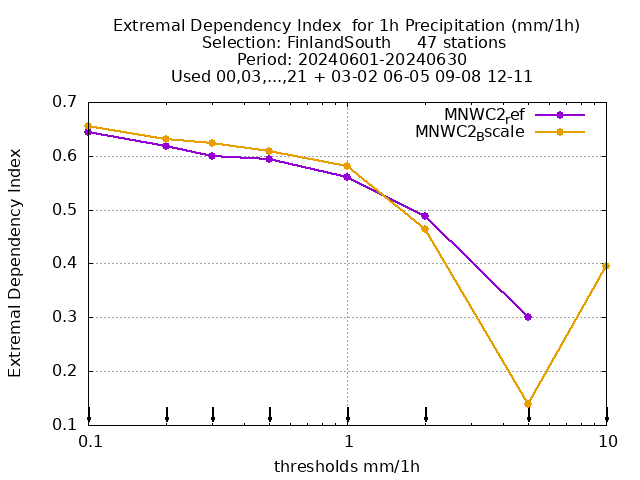 Extremal Dependency Index  for 1h Precipitation (mm/1h)
Selection: FinlandSouth     47 stations
Period: 20240601-20240630
Used 00,03,...,21 + 03-02 06-05 09-08 12-11
MNWC2ref
MNWC2Bscale
Extremal Dependency Index
0.7
0.6
0.5
0.4
0.3
0.2
0.1
0.1
1
10
thresholds mm/1h